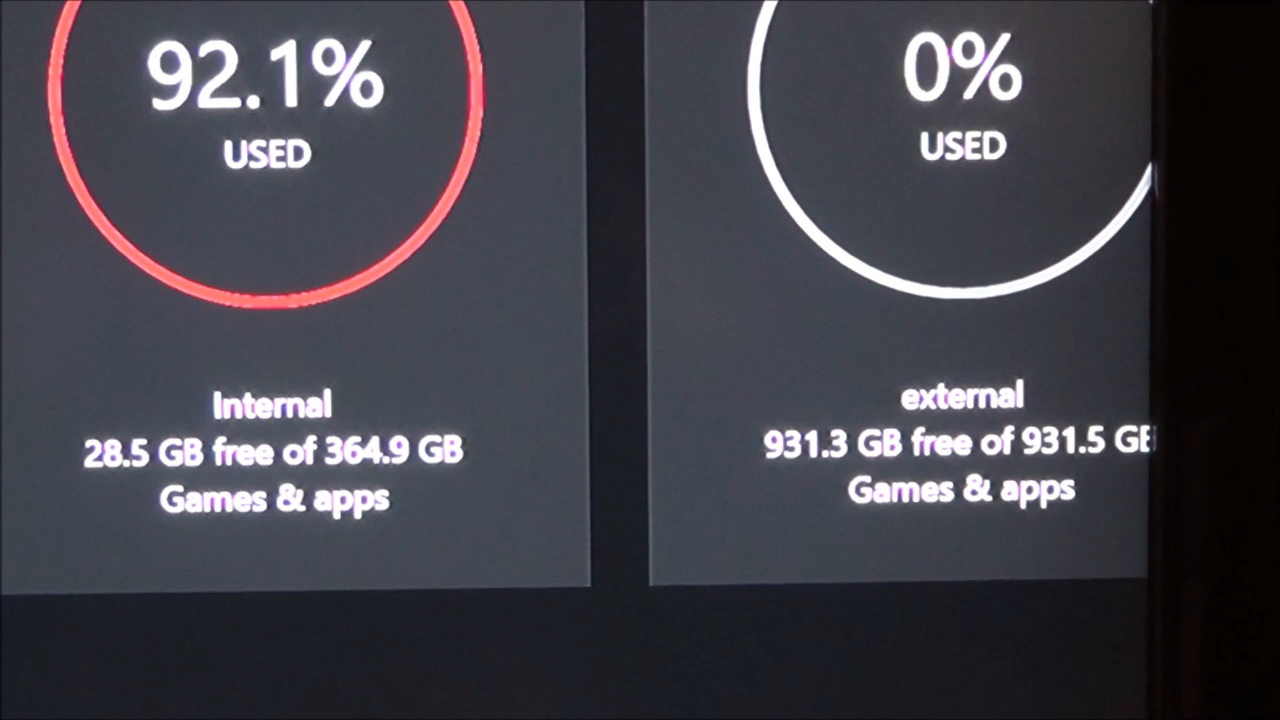 92.1%
USED
Internal
28.5 GB free of 364.9 GB
Games & apps
0%
USED
external
931.3 GB free of 931.5 GB
Games & apps